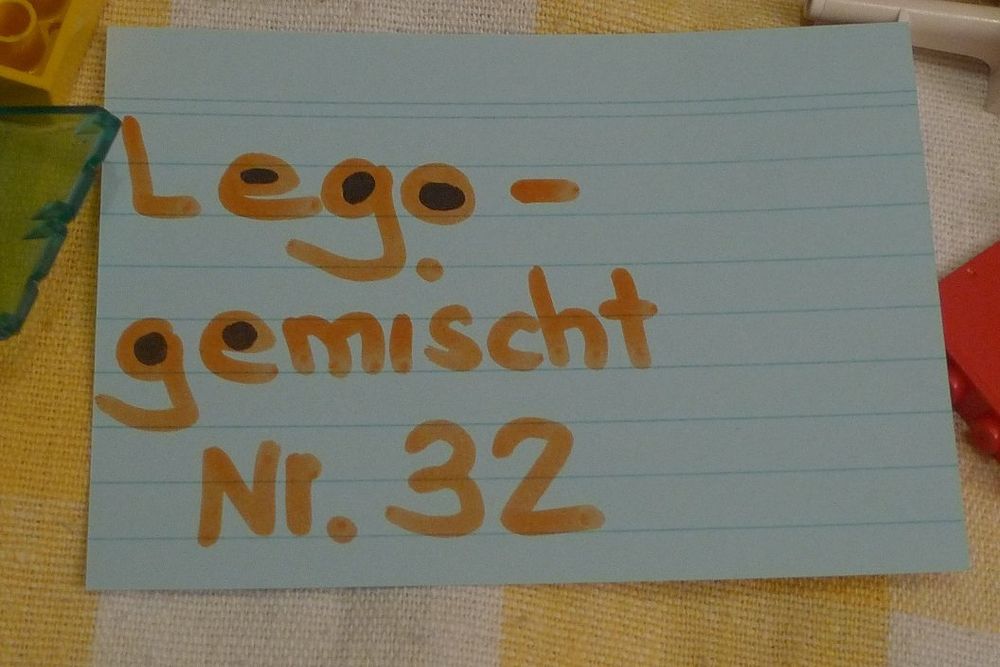 Lego-
gemischt
Nr. 32